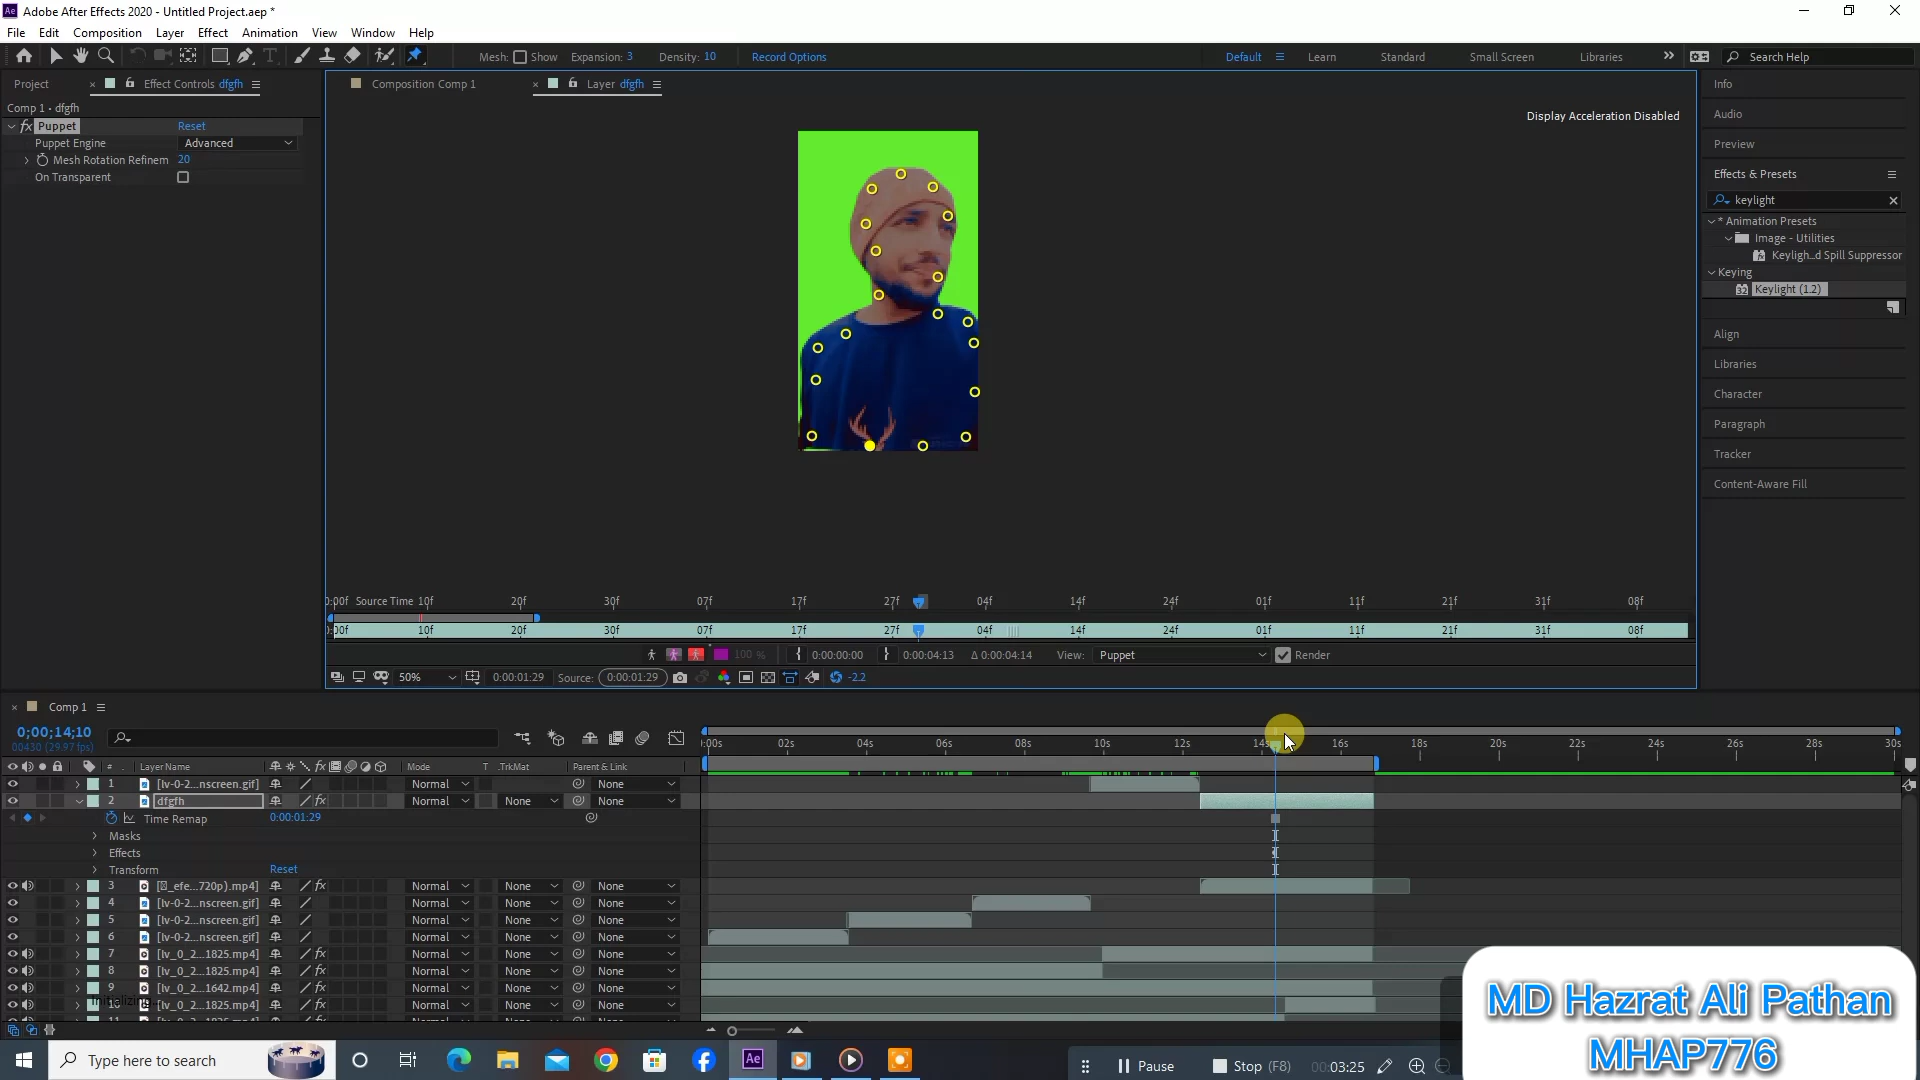 Adobe After Effects 2020 - Untitled Project.aep *
File Edit Composition Layer Effect Animation View Window Help
Mesh: Show Expansion: 3 Density: 10 Record Options Default Learn Standard Small Screen Libraries Search Help
Project Effect Controls dfgfh
Comp 1 • dfgfh
fx Puppet Reset
Puppet Engine Advanced
Mesh Rotation Refinem 20
On Transparent
Composition Comp 1 Layer dfgfh
Display Acceleration Disabled
Info
Audio
Preview
Effects & Presets
keylight
* Animation Presets
Image - Utilities
Keyligh...d Spill Suppressor
Keying
Keylight (1.2)
Align
Libraries
Character
Paragraph
Tracker
Content-Aware Fill
0:00f Source Time 10f 20f 30f 07f 17f 27f 04f 14f 24f 01f 11f 21f 31f 08f
0:00f 10f 20f 30f 07f 17f 27f 04f 14f 24f 01f 11f 21f 31f 08f
100 % 0:00:00:00 0:00:04:13 Δ 0:00:04:14 View: Puppet Render
50% 0:00:01:29 Source: 0:00:01:29 -2.2
Comp 1
0;00;14;10
00430 (29.97 fps)
:00s 02s 04s 06s 08s 10s 12s 14s 16s 18s 20s 22s 24s 26s 28s 30s
# Layer Name Mode T .TrkMat Parent & Link
1 [lv-0-2...nscreen.gif] Normal None
2 dfgfh Normal None None
Time Remap 0:00:01:29
Masks
Effects
Transform Reset
4 [lv-0-2...nscreen.gif] Normal None None
5 [lv-0-2...nscreen.gif] Normal None None
6 [lv-0-2...nscreen.gif] Normal None None
7 [lv_0_2...1825.mp4] Normal None None
8 [lv_0_2...1825.mp4] Normal None None
9 [lv_0_2...1642.mp4] Normal None None
10 [lv_0_2...1825.mp4] Normal None None
Initializing...
MD Hazrat Ali Pathan
MHAP776
Type here to search
Pause Stop (F8) 00:03:25